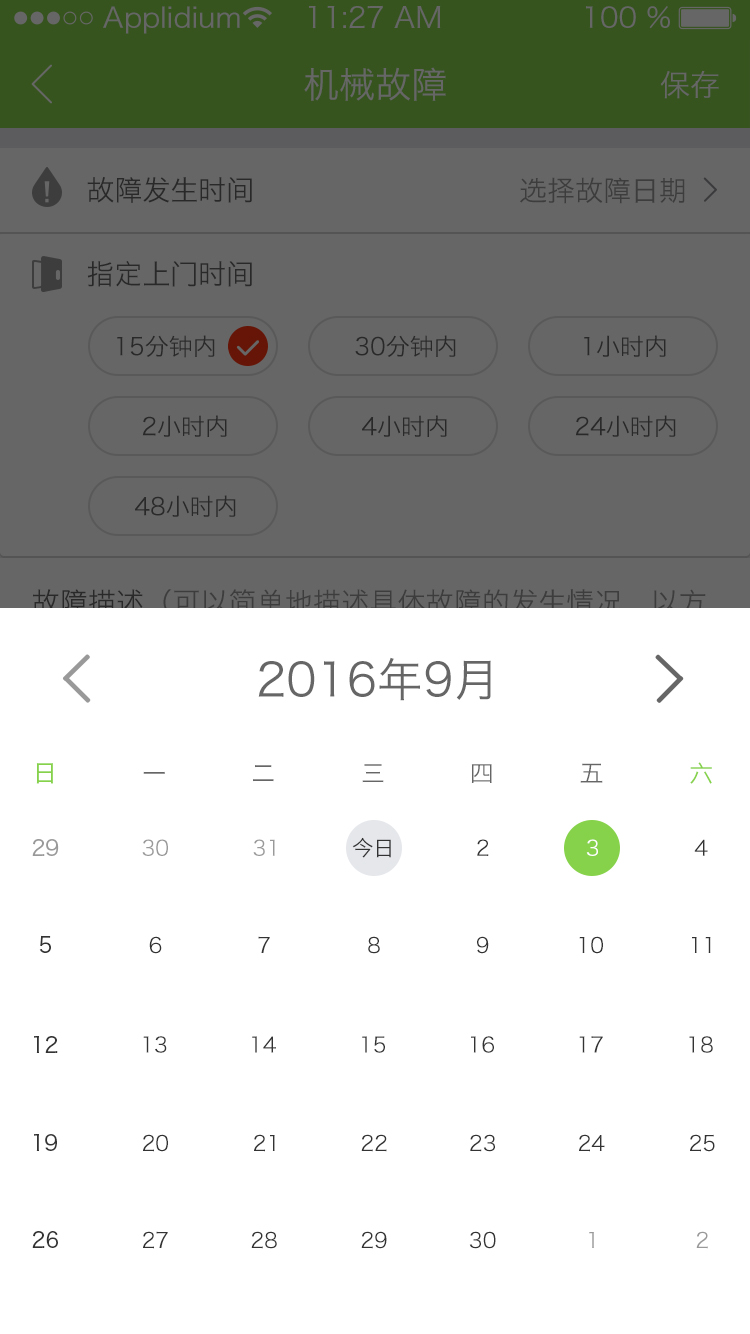 Applidium 11:27 AM 100 %
机械故障 保存
故障发生时间 选择故障日期
指定上门时间
15分钟内 30分钟内 1小时内
2小时内 4小时内 24小时内
48小时内
故障描述（可以简单地描述具体故障的发生情况，以方
2016年9月
日 一 二 三 四 五 六
29 30 31 今日 2 3 4
5 6 7 8 9 10 11
12 13 14 15 16 17 18
19 20 21 22 23 24 25
26 27 28 29 30 1 2